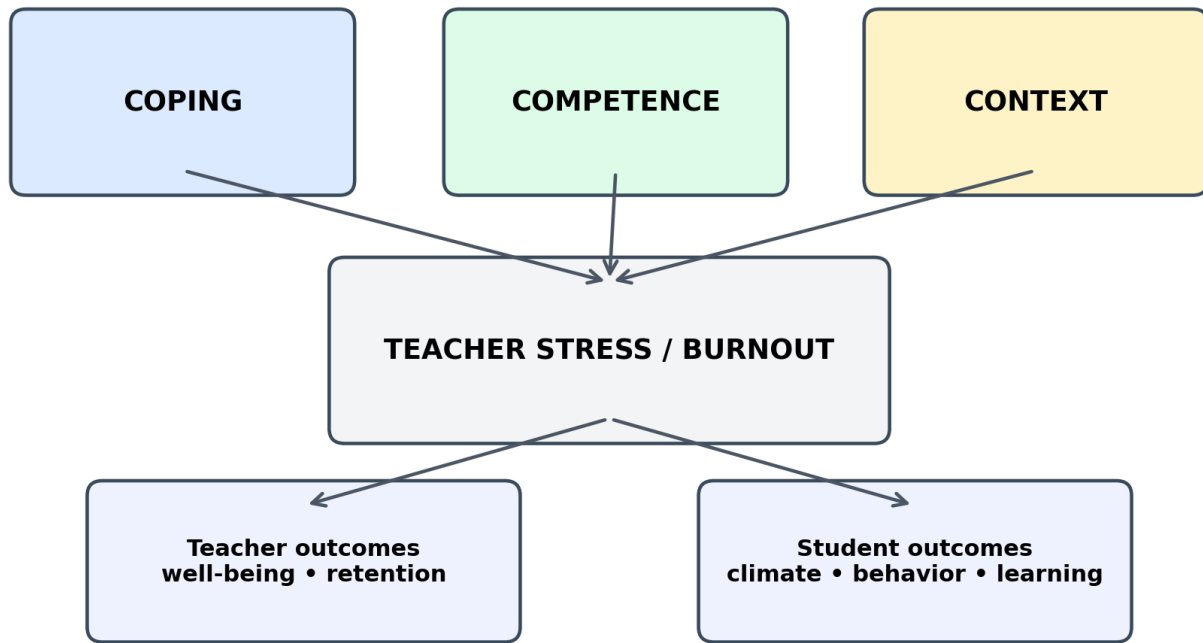 COPING
COMPETENCE
CONTEXT
TEACHER STRESS / BURNOUT
Teacher outcomes
well-being • retention
Student outcomes
climate • behavior • learning